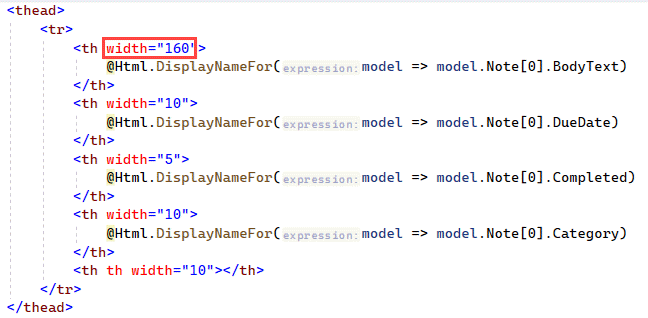 <thead>
<tr>
<th width="160">
@Html.DisplayNameFor(expression: model => model.Note[0].BodyText)
</th>
<th width="10">
@Html.DisplayNameFor(expression: model => model.Note[0].DueDate)
</th>
<th width="5">
@Html.DisplayNameFor(expression: model => model.Note[0].Completed)
</th>
<th width="10">
@Html.DisplayNameFor(expression: model => model.Note[0].Category)
</th>
<th th width="10"></th>
</tr>
</thead>